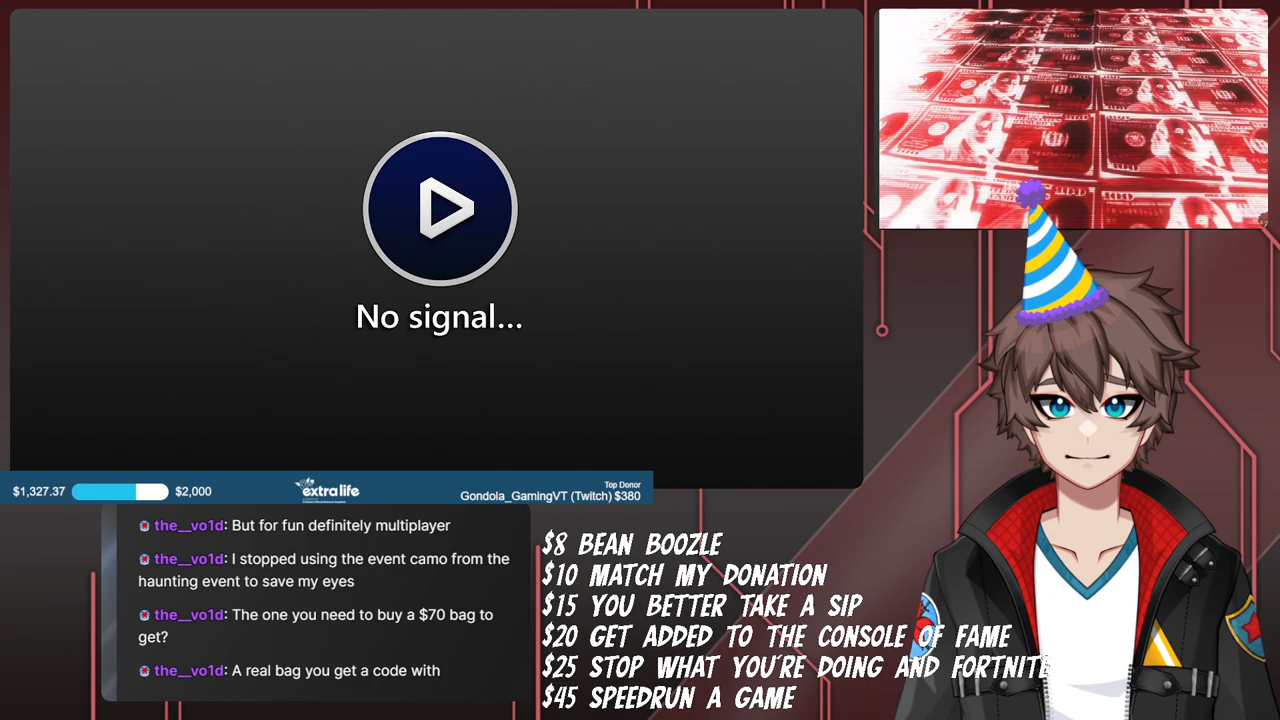 No signal...
$1,327.37
$2,000
extralife
Top Donor
Gondola_GamingVT (Twitch) $380
the__vo1d: But for fun definitely multiplayer
the__vo1d: I stopped using the event camo from the
haunting event to save my eyes
the__vo1d: The one you need to buy a $70 bag to
get?
the__vo1d: A real bag you get a code with
$8 BEAN BOOZLE
$10 MATCH MY DONATION
$15 YOU BETTER TAKE A SIP
$20 GET ADDED TO THE CONSOLE OF FAME
$25 STOP WHAT YOU'RE DOING AND FORTNITE
$45 SPEEDRUN A GAME